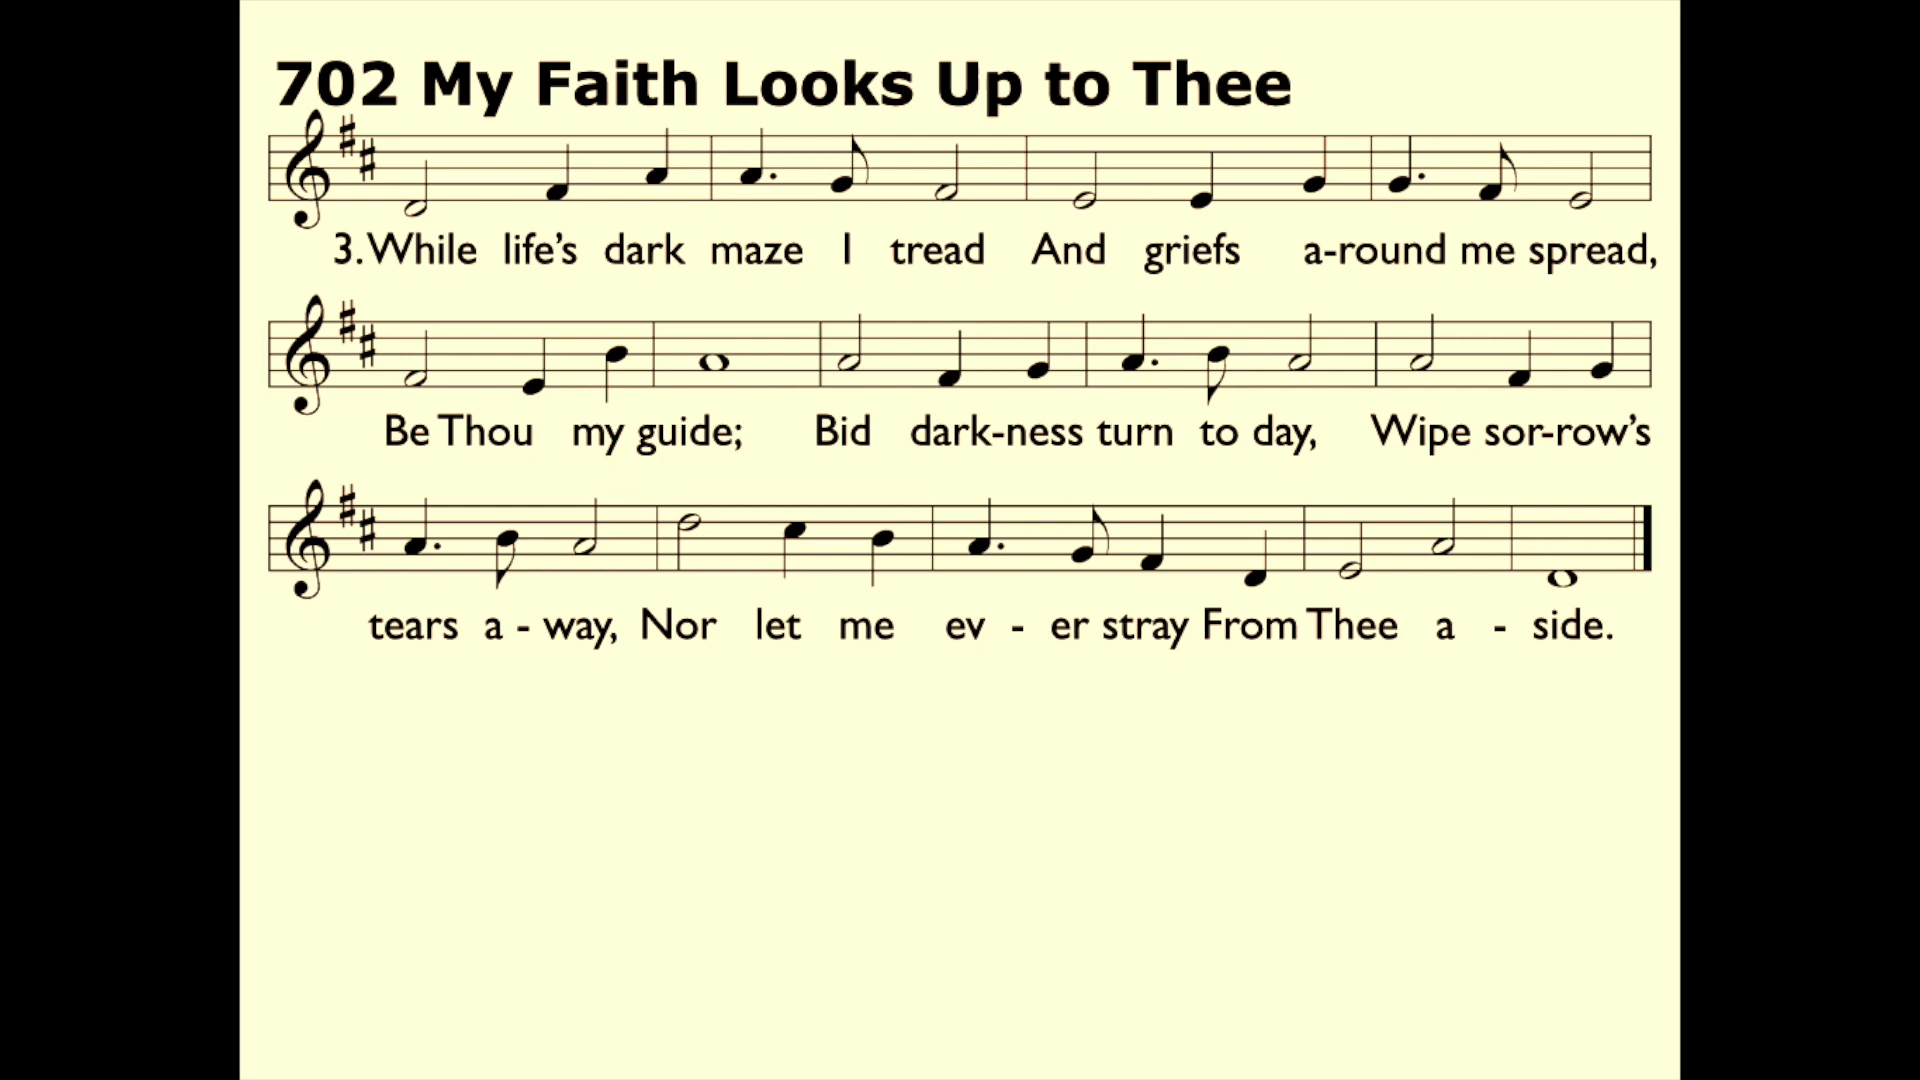 702 My Faith Looks Up to Thee
3. While life's dark maze I tread And griefs a-round me spread,
Be Thou my guide; Bid dark-ness turn to day, Wipe sor-row's
tears a - way, Nor let me ev - er stray From Thee a - side.